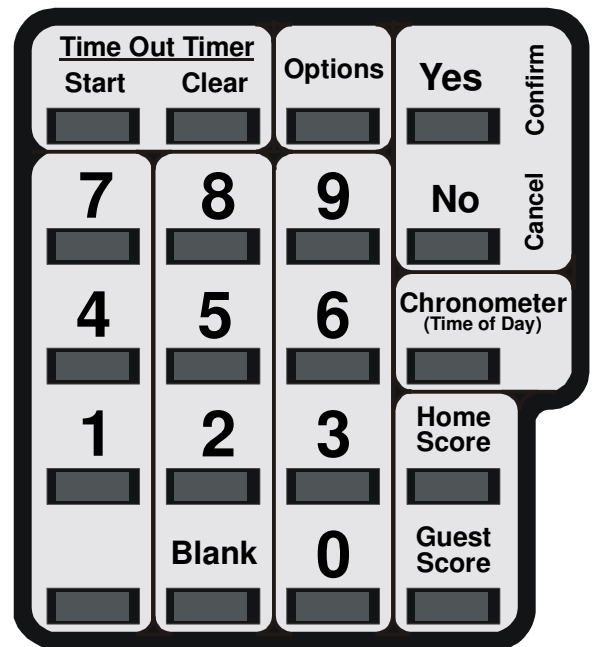 Time Out Timer
Start Clear
Options
Yes
Confirm
7 8 9
No
Cancel
4 5 6
Chronometer
(Time of Day)
1 2 3
Home
Score
Blank 0
Guest
Score